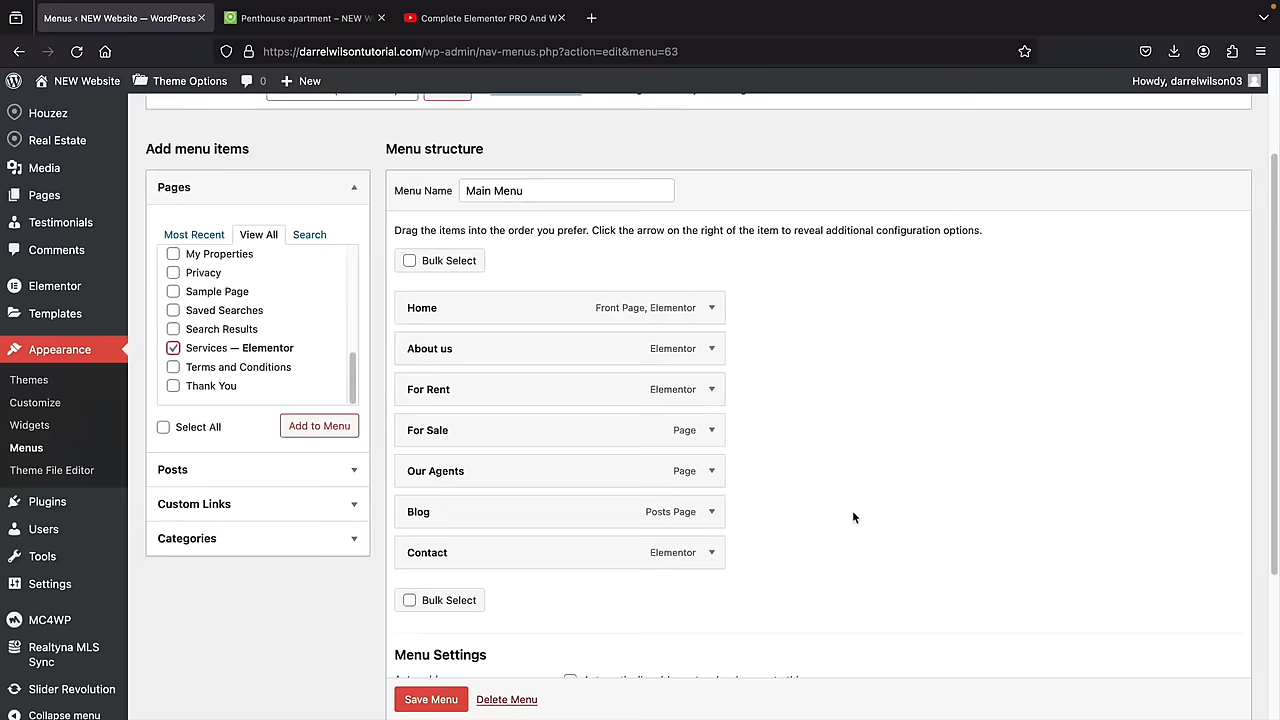 Menus ‹ NEW Website — WordPress
Penthouse apartment – NEW W
Complete Elementor PRO And W
https://darrelwilsontutorial.com/wp-admin/nav-menus.php?action=edit&menu=63
NEW Website
Theme Options
0
New
Howdy, darrelwilson03
Houzez
Real Estate
Media
Pages
Testimonials
Comments
Elementor
Templates
Appearance
Themes
Customize
Widgets
Menus
Theme File Editor
Plugins
Users
Tools
Settings
MC4WP
Realtyna MLS
Sync
Slider Revolution
Collapse menu
Add menu items
Pages
Most Recent
View All
Search
My Properties
Privacy
Sample Page
Saved Searches
Search Results
Services — Elementor
Terms and Conditions
Thank You
Select All
Add to Menu
Posts
Custom Links
Categories
Menu structure
Menu Name
Main Menu
Drag the items into the order you prefer. Click the arrow on the right of the item to reveal additional configuration options.
Bulk Select
Home
Front Page, Elementor
About us
Elementor
For Rent
Elementor
For Sale
Page
Our Agents
Page
Blog
Posts Page
Contact
Elementor
Bulk Select
Menu Settings
Save Menu
Delete Menu